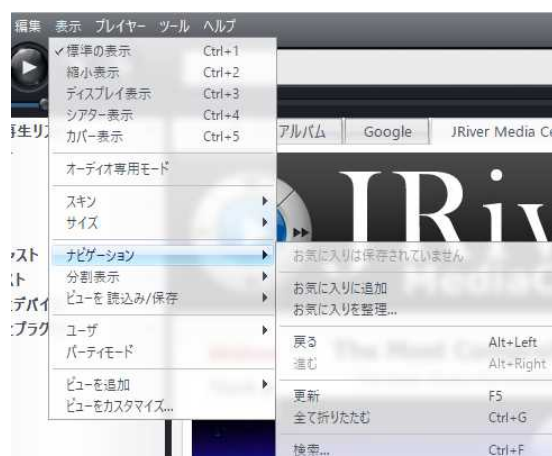 編集 表示 プレイヤー ツール ヘルプ
✓標準の表示 Ctrl+1
縮小表示 Ctrl+2
ディスプレイ表示 Ctrl+3
シアター表示 Ctrl+4
カバー表示 Ctrl+5
オーディオ専用モード
スキン
サイズ
ナビゲーション
分割表示
ビューを読込み/保存
ユーザ
パーティモード
ビューを追加
ビューをカスタマイズ...
アルバム Google JRiver Media Ce
JRiv
お気に入りは保存されていません
お気に入りに追加
お気に入りを整理...
戻る Alt+Left
進む Alt+Right
更新 F5
全て折りたたむ Ctrl+G
検索... Ctrl+F